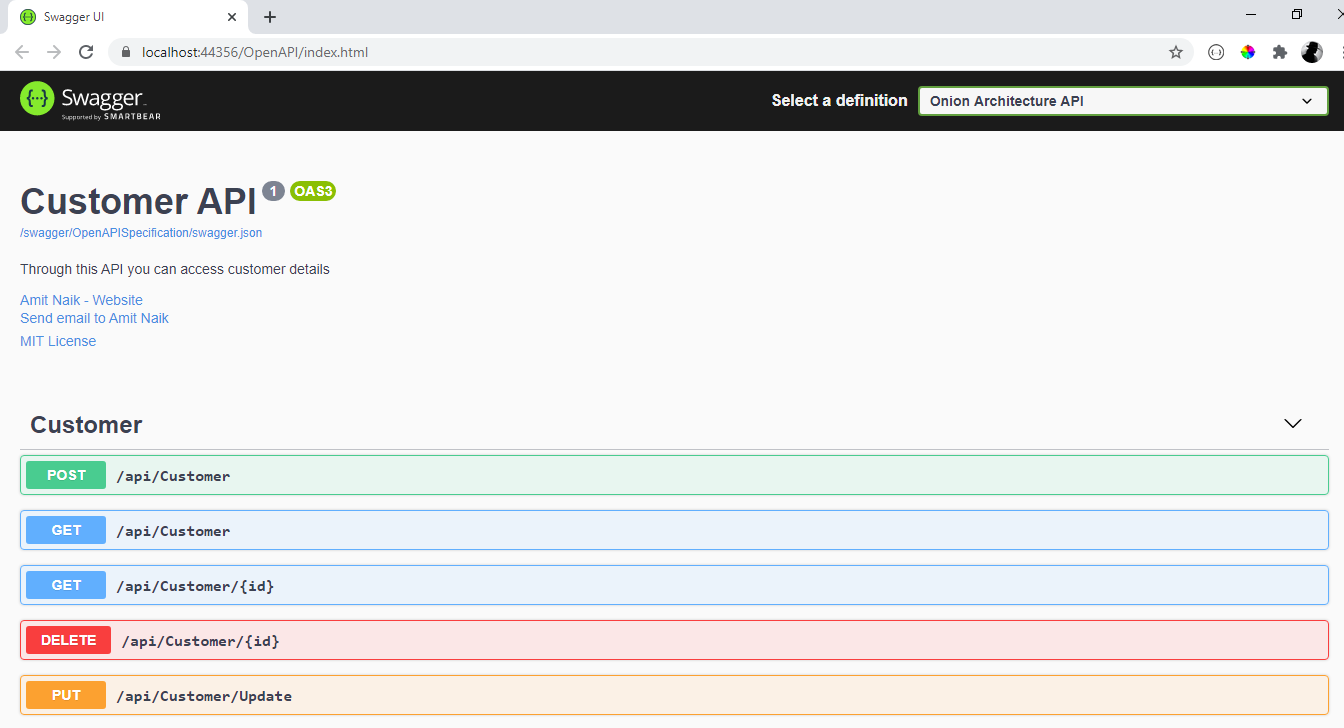 Swagger UI
localhost:44356/OpenAPI/index.html
{··} Swagger
Supported by SMARTBEAR
Select a definition
Onion Architecture API
Customer API 1 OAS3
/swagger/OpenAPISpecification/swagger.json
Through this API you can access customer details
Amit Naik - Website
Send email to Amit Naik
MIT License
Customer
POST /api/Customer
GET /api/Customer
GET /api/Customer/{id}
DELETE /api/Customer/{id}
PUT /api/Customer/Update